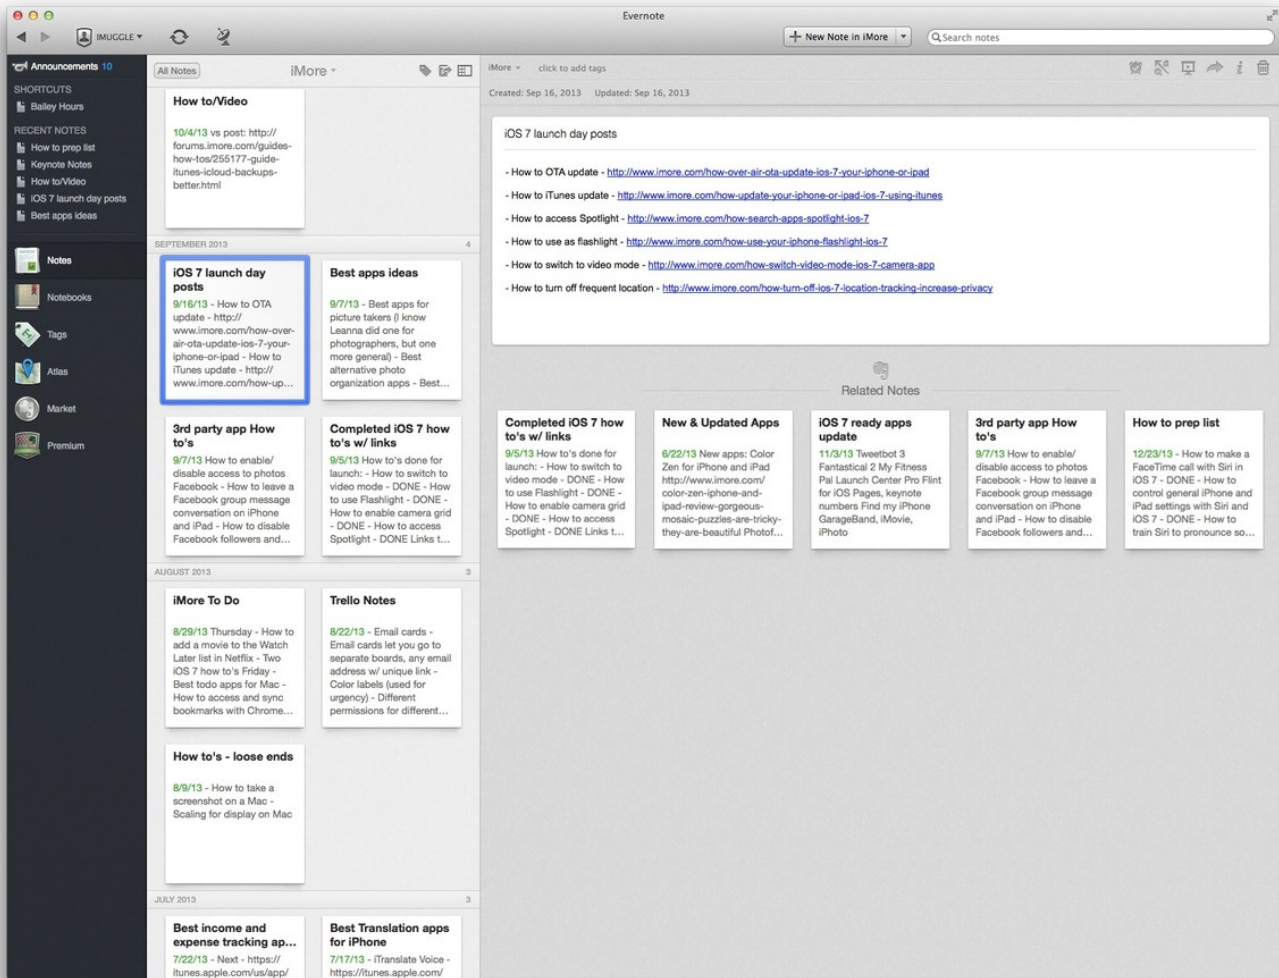 Evernote
IMUGGLE
New Note in iMore
Search notes
Announcements 10
SHORTCUTS
Bailey Hours
RECENT NOTES
How to prep list
Keynote Notes
How to/Video
iOS 7 launch day posts
Best apps ideas
Notes
Notebooks
Tags
Atlas
Market
Premium
All Notes
iMore
How to/Video
10/4/13 vs post: http://
forums.imore.com/guides-
how-tos/255177-guide-
itunes-icloud-backups-
better.html
SEPTEMBER 2013 4
iOS 7 launch day
posts
9/16/13 - How to OTA
update - http://
www.imore.com/how-over-
air-ota-update-ios-7-your-
iphone-or-ipad - How to
iTunes update - http://
www.imore.com/how-up...
Best apps ideas
9/7/13 - Best apps for
picture takers (I know
Leanna did one for
photographers, but one
more general) - Best
alternative photo
organization apps - Best...
3rd party app How
to's
9/7/13 How to enable/
disable access to photos
Facebook - How to leave a
Facebook group message
conversation on iPhone
and iPad - How to disable
Facebook followers and...
Completed iOS 7 how
to's w/ links
9/5/13 How to's done for
launch: - How to switch to
video mode - DONE - How
to use Flashlight - DONE -
How to enable camera grid
- DONE - How to access
Spotlight - DONE Links t...
AUGUST 2013 3
iMore To Do
8/29/13 Thursday - How to
add a movie to the Watch
Later list in Netflix - Two
iOS 7 how to's Friday -
Best todo apps for Mac -
How to access and sync
bookmarks with Chrome...
Trello Notes
8/22/13 - Email cards -
Email cards let you go to
separate boards, any email
address w/ unique link -
Color labels (used for
urgency) - Different
permissions for different...
How to's - loose ends
8/9/13 - How to take a
screenshot on a Mac -
Scaling for display on Mac
JULY 2013 3
Best income and
expense tracking ap...
7/22/13 - Next - https://
itunes.apple.com/us/app/
Best Translation apps
for iPhone
7/17/13 - iTranslate Voice -
https://itunes.apple.com/
iMore
click to add tags
Created: Sep 16, 2013 Updated: Sep 16, 2013
iOS 7 launch day posts
- How to OTA update - http://www.imore.com/how-over-air-ota-update-ios-7-your-iphone-or-ipad
- How to iTunes update - http://www.imore.com/how-update-your-iphone-or-ipad-ios-7-using-itunes
- How to access Spotlight - http://www.imore.com/how-search-apps-spotlight-ios-7
- How to use as flashlight - http://www.imore.com/how-use-your-iphone-flashlight-ios-7
- How to switch to video mode - http://www.imore.com/how-switch-video-mode-ios-7-camera-app
- How to turn off frequent location - http://www.imore.com/how-turn-off-ios-7-location-tracking-increase-privacy
Related Notes
Completed iOS 7 how
to's w/ links
9/5/13 How to's done for
launch: - How to switch to
video mode - DONE - How
to use Flashlight - DONE -
How to enable camera grid
- DONE - How to access
Spotlight - DONE Links t...
New & Updated Apps
6/22/13 New apps: Color
Zen for iPhone and iPad
http://www.imore.com/
color-zen-iphone-and-
ipad-review-gorgeous-
mosaic-puzzles-are-tricky-
they-are-beautiful Photof...
iOS 7 ready apps
update
11/3/13 Tweetbot 3
Fantastical 2 My Fitness
Pal Launch Center Pro Flint
for iOS Pages, keynote
numbers Find my iPhone
GarageBand, iMovie,
iPhoto
3rd party app How
to's
9/7/13 How to enable/
disable access to photos
Facebook - How to leave a
Facebook group message
conversation on iPhone
and iPad - How to disable
Facebook followers and...
How to prep list
12/23/13 - How to make a
FaceTime call with Siri in
iOS 7 - DONE - How to
control general iPhone and
iPad settings with Siri and
iOS 7 - DONE - How to
train Siri to pronounce so...